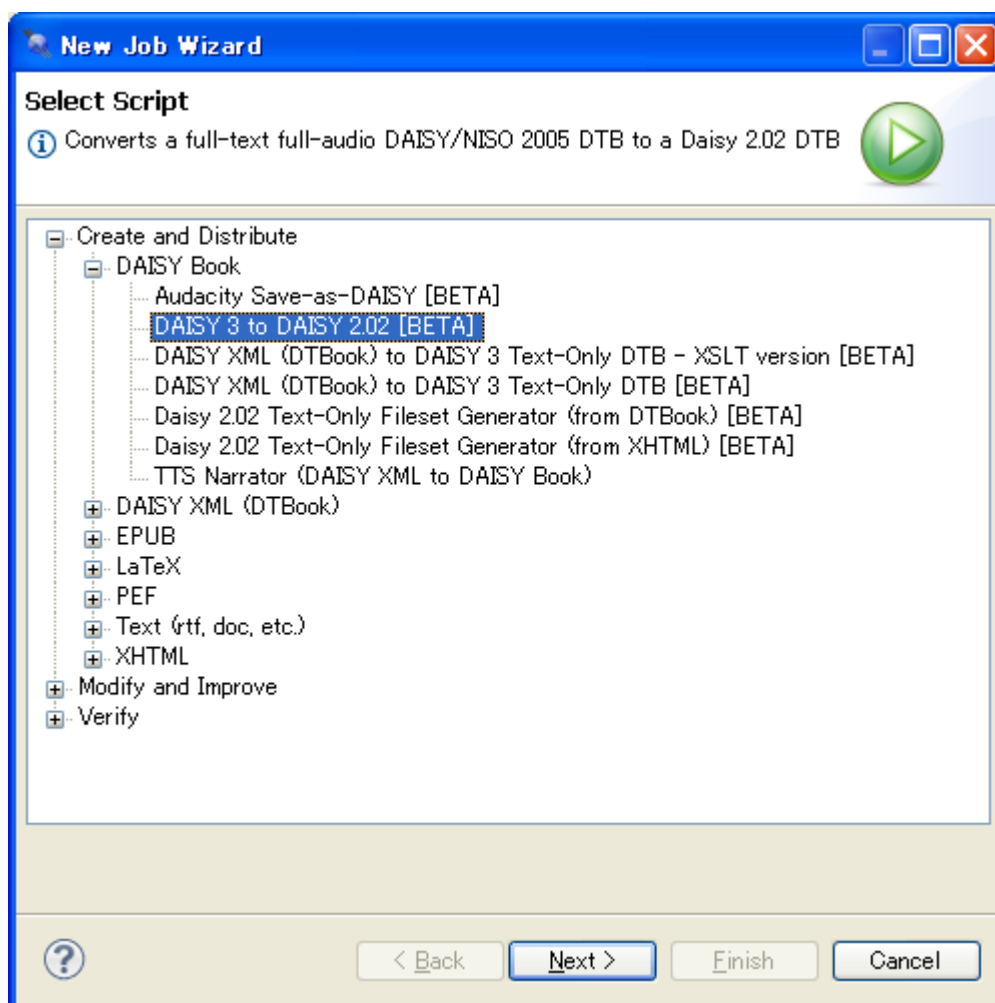 New Job Wizard
Select Script
Converts a full-text full-audio DAISY/NISO 2005 DTB to a Daisy 2.02 DTB
Create and Distribute
DAISY Book
Audacity Save-as-DAISY [BETA]
DAISY 3 to DAISY 2.02 [BETA]
DAISY XML (DTBook) to DAISY 3 Text-Only DTB - XSLT version [BETA]
DAISY XML (DTBook) to DAISY 3 Text-Only DTB [BETA]
Daisy 2.02 Text-Only Fileset Generator (from DTBook) [BETA]
Daisy 2.02 Text-Only Fileset Generator (from XHTML) [BETA]
TTS Narrator (DAISY XML to DAISY Book)
DAISY XML (DTBook)
EPUB
LaTeX
PEF
Text (rtf, doc, etc.)
XHTML
Modify and Improve
Verify
< Back Next > Finish Cancel